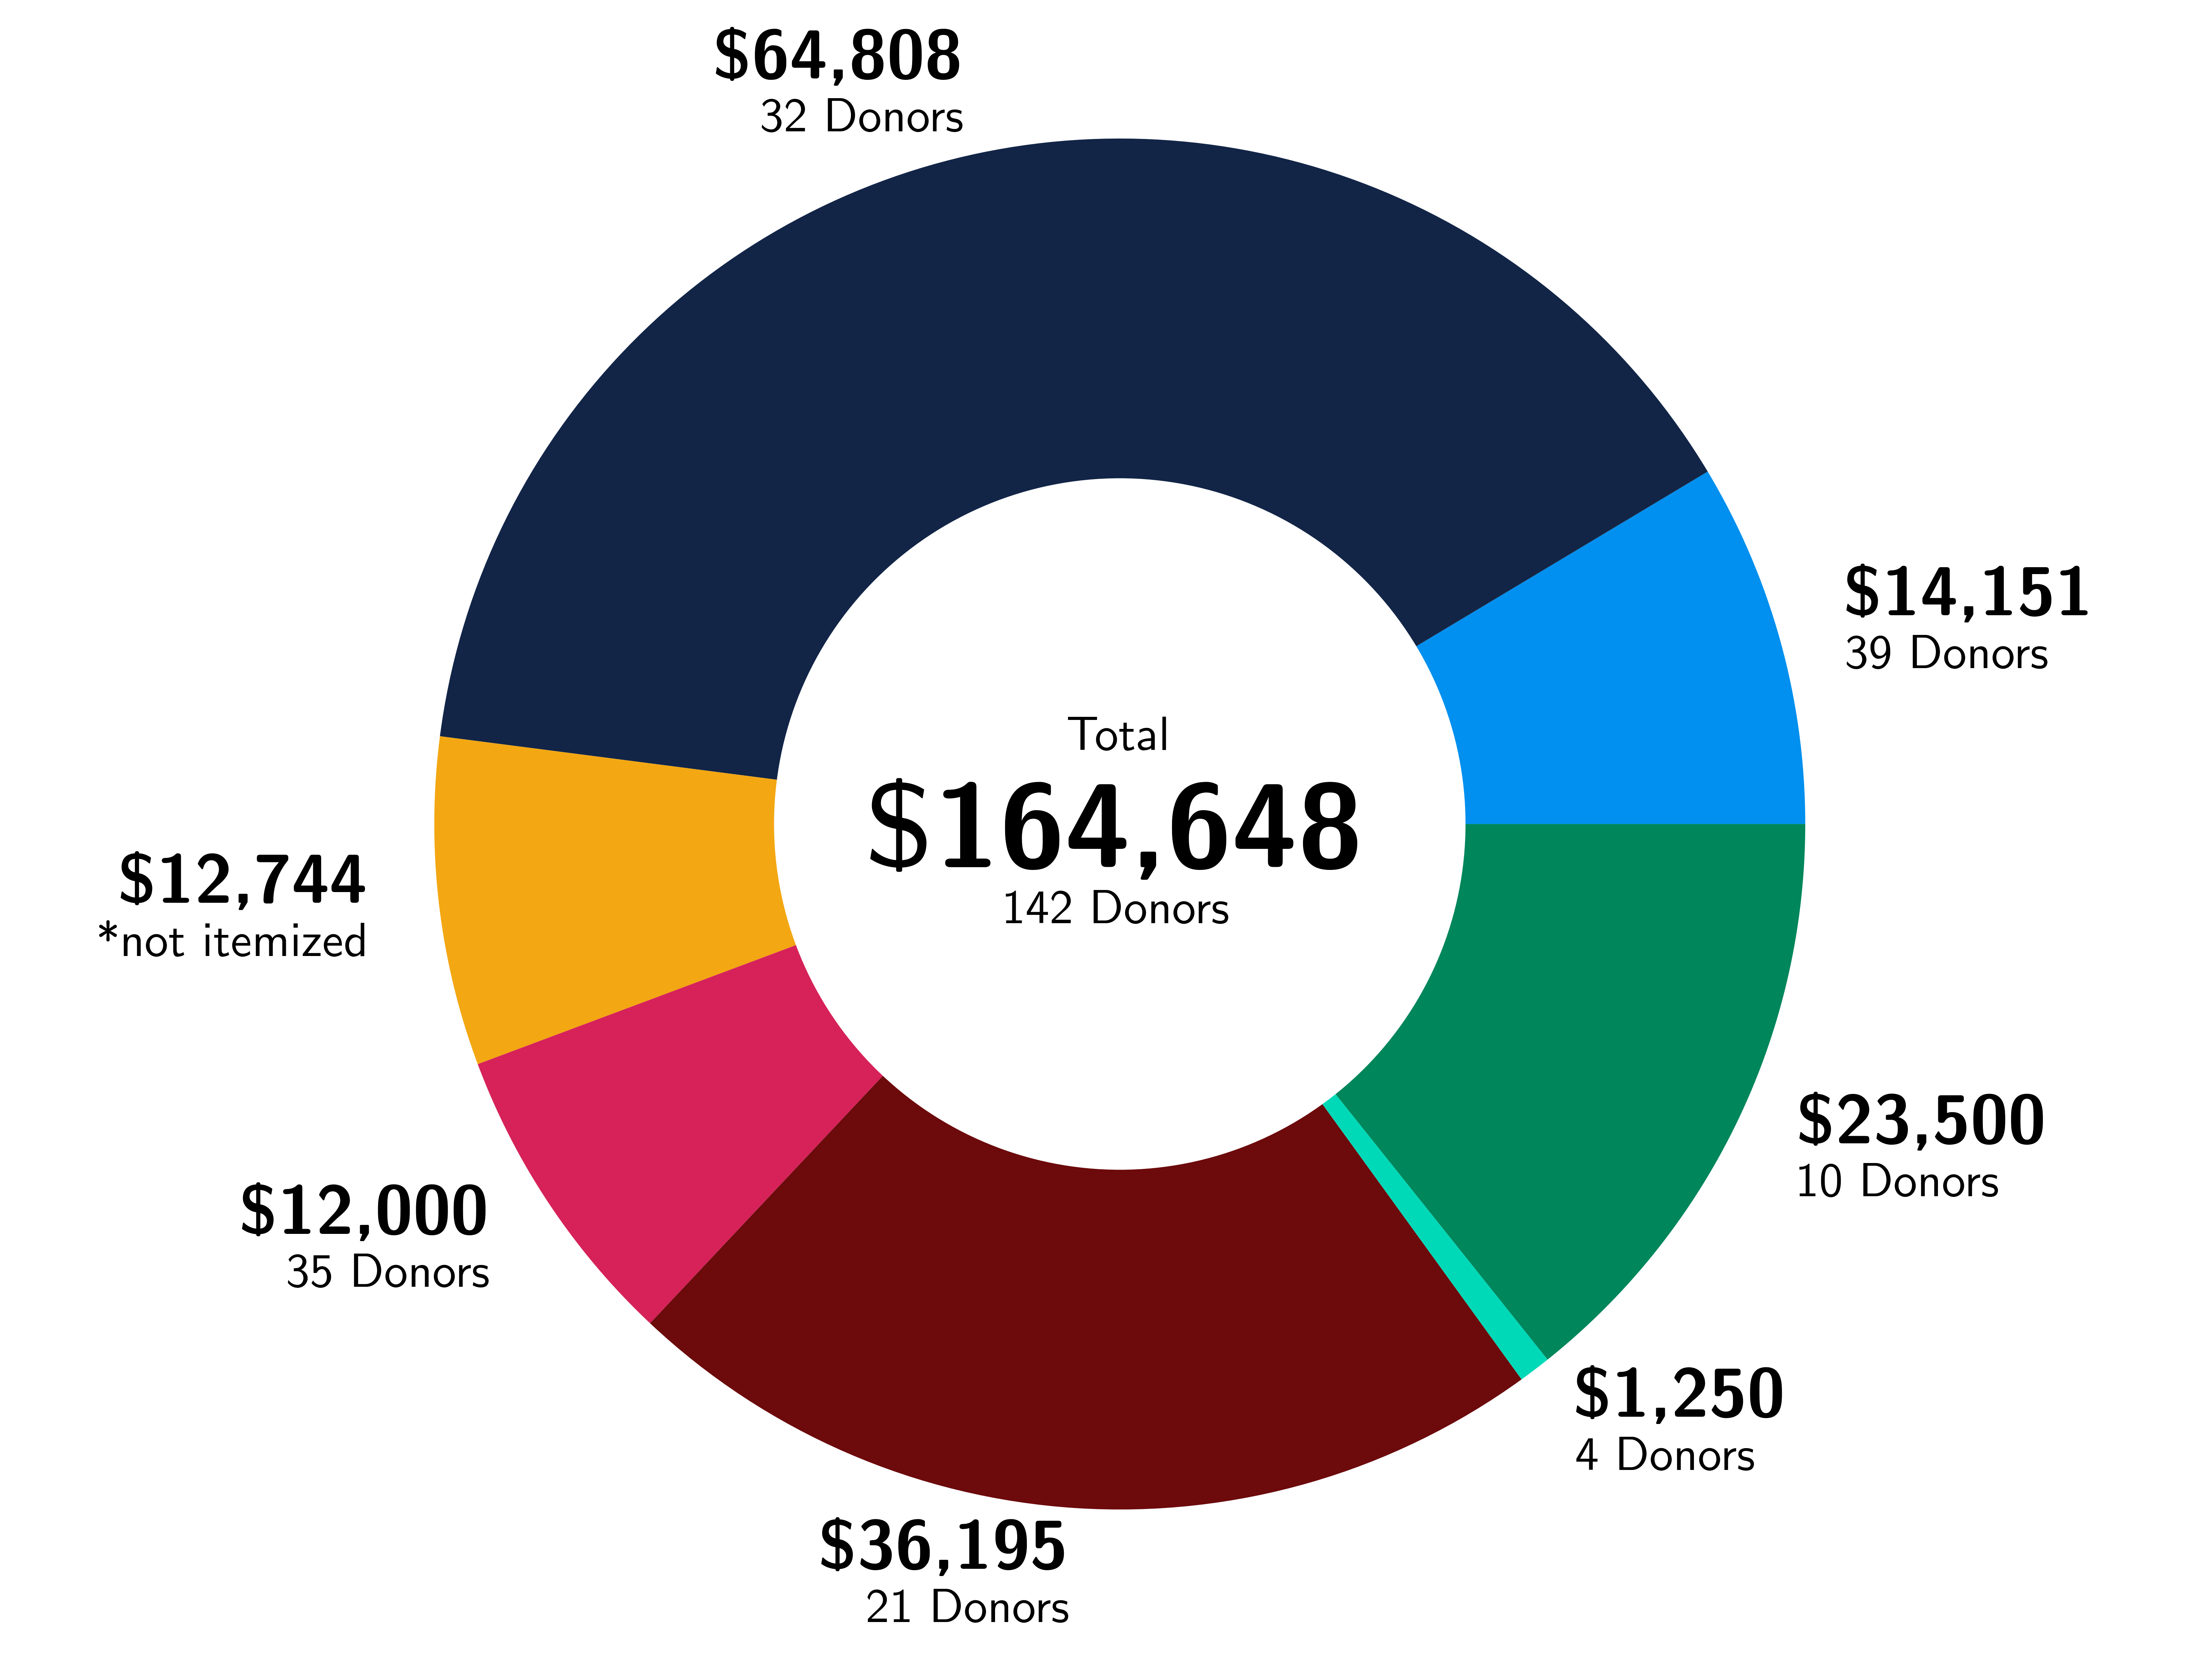 $64,808
32 Donors
$14,151
39 Donors
Total
$164,648
142 Donors
$12,744
*not itemized
$23,500
10 Donors
$12,000
35 Donors
$1,250
4 Donors
$36,195
21 Donors